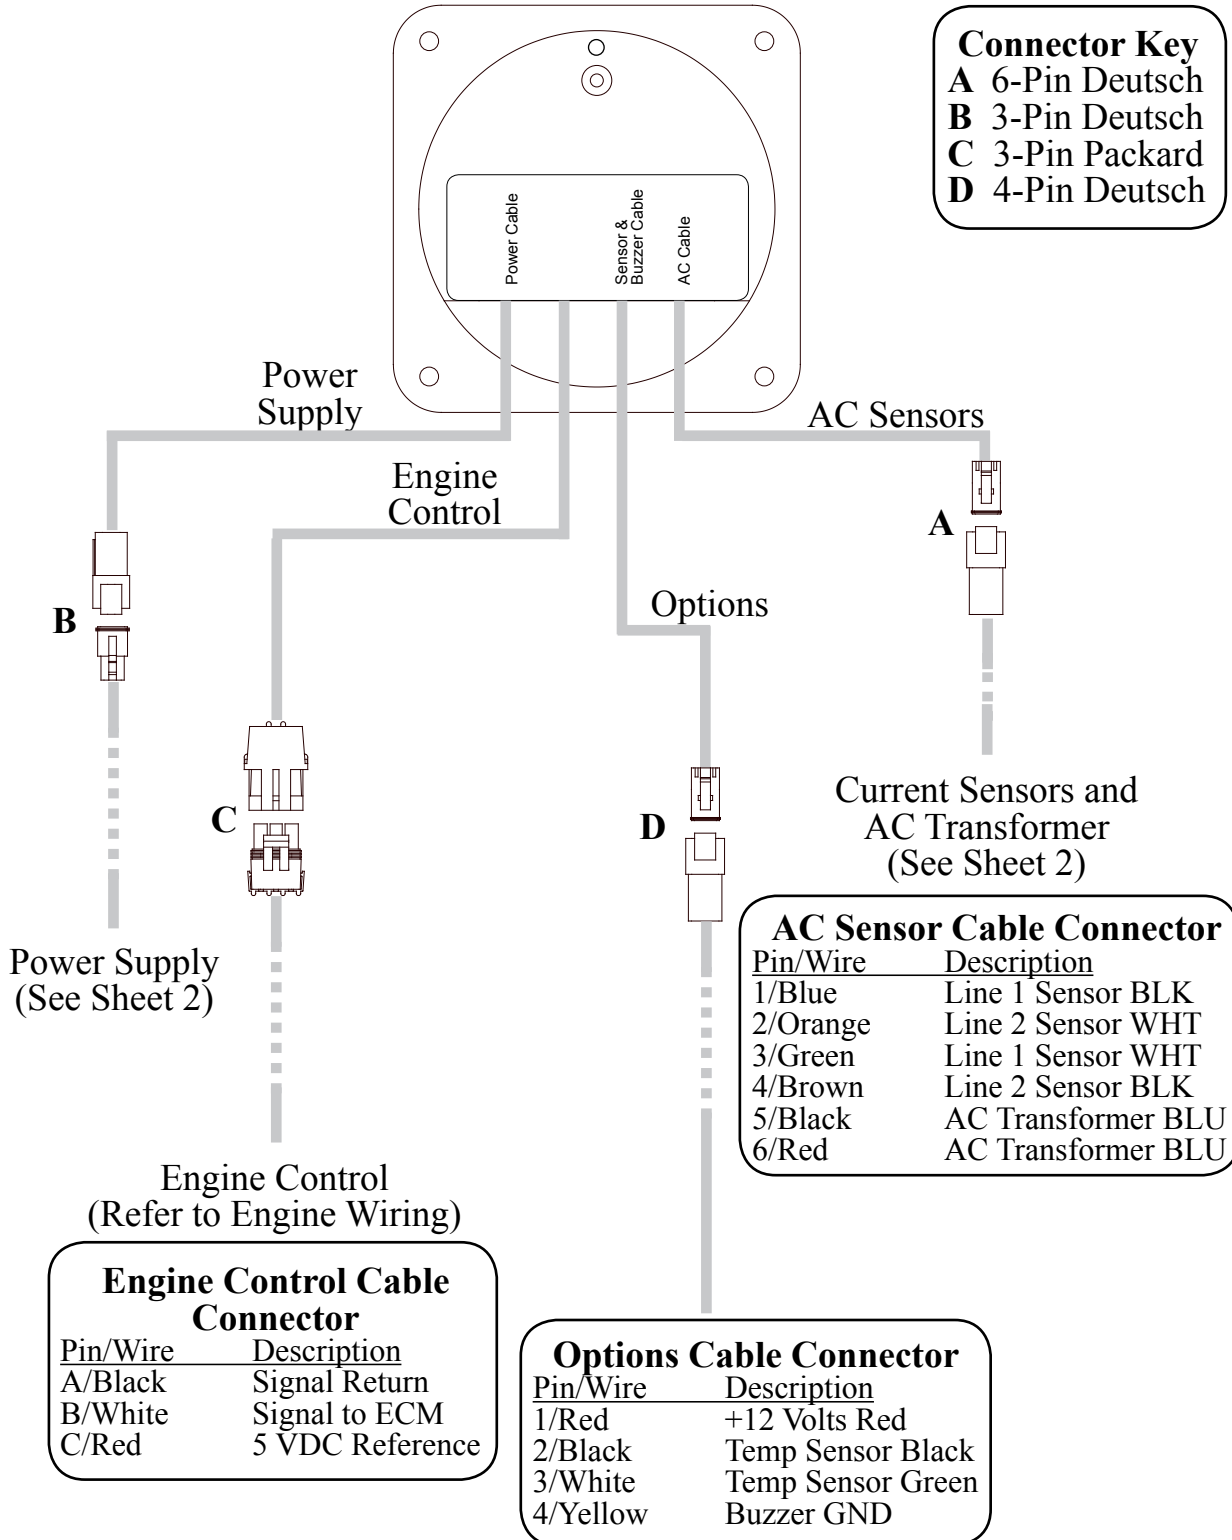 Connector Key
A 6-Pin Deutsch
B 3-Pin Deutsch
C 3-Pin Packard
D 4-Pin Deutsch
Power Cable
Sensor &
Buzzer Cable
AC Cable
Power
Supply
AC Sensors
Engine
Control
A
Options
B
C
D
Current Sensors and
AC Transformer
(See Sheet 2)
Power Supply
(See Sheet 2)
AC Sensor Cable Connector
Pin/Wire Description
1/Blue Line 1 Sensor BLK
2/Orange Line 2 Sensor WHT
3/Green Line 1 Sensor WHT
4/Brown Line 2 Sensor BLK
5/Black AC Transformer BLU
6/Red AC Transformer BLU
Engine Control
(Refer to Engine Wiring)
Engine Control Cable
Connector
Pin/Wire Description
A/Black Signal Return
B/White Signal to ECM
C/Red 5 VDC Reference
Options Cable Connector
Pin/Wire Description
1/Red +12 Volts Red
2/Black Temp Sensor Black
3/White Temp Sensor Green
4/Yellow Buzzer GND